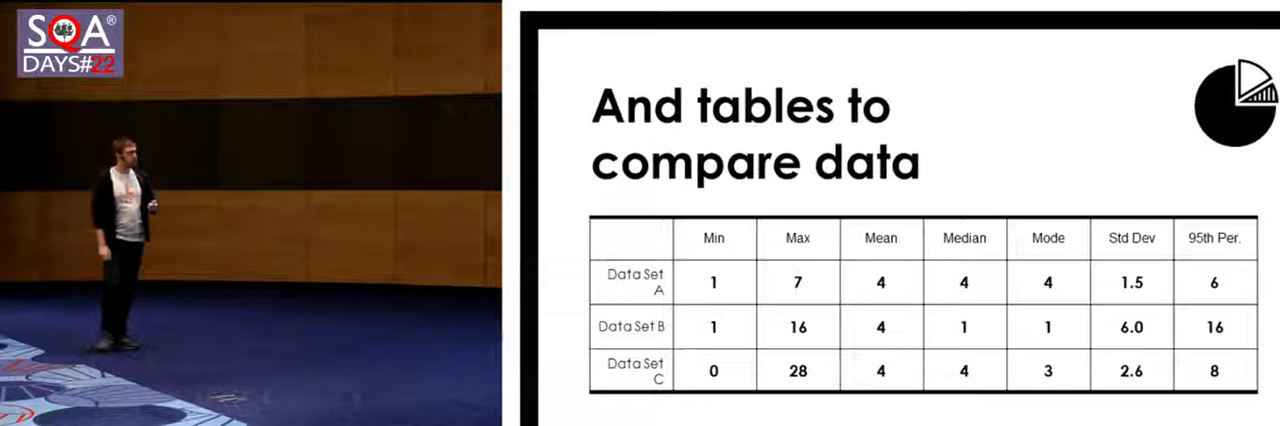 SQA®
DAYS#22
And tables to
compare data
Min Max Mean Median Mode Std Dev 95th Per.
Data Set
A 1 7 4 4 4 1.5 6
Data Set B 1 16 4 1 1 6.0 16
Data Set
C 0 28 4 4 3 2.6 8